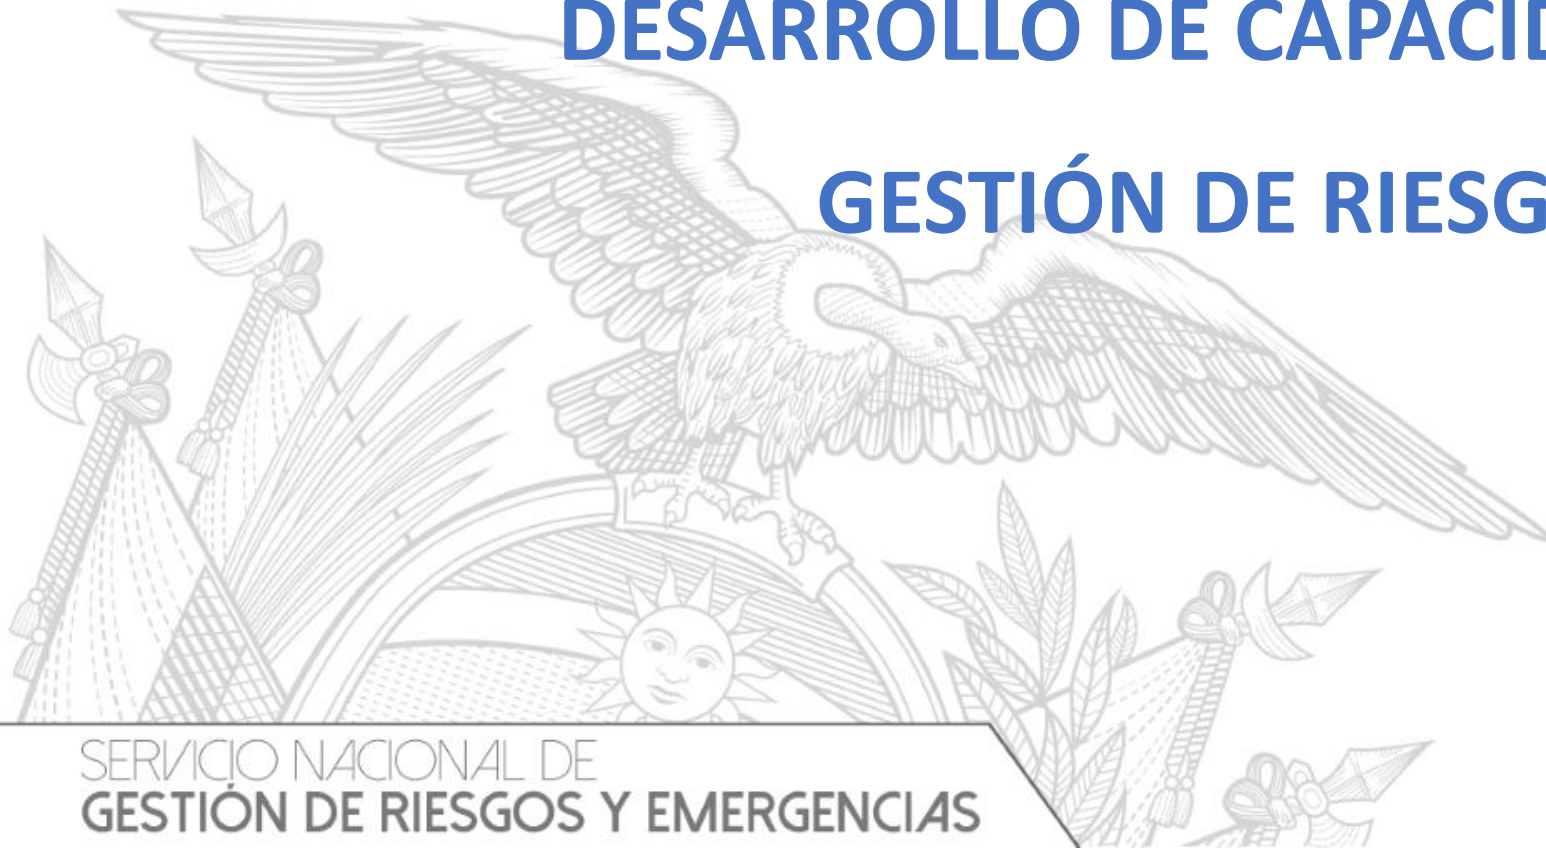 DESARROLLO DE CAPACID
GESTIÓN DE RIESG
SERVICIO NACIONAL DE
GESTIÓN DE RIESGOS Y EMERGENCIAS